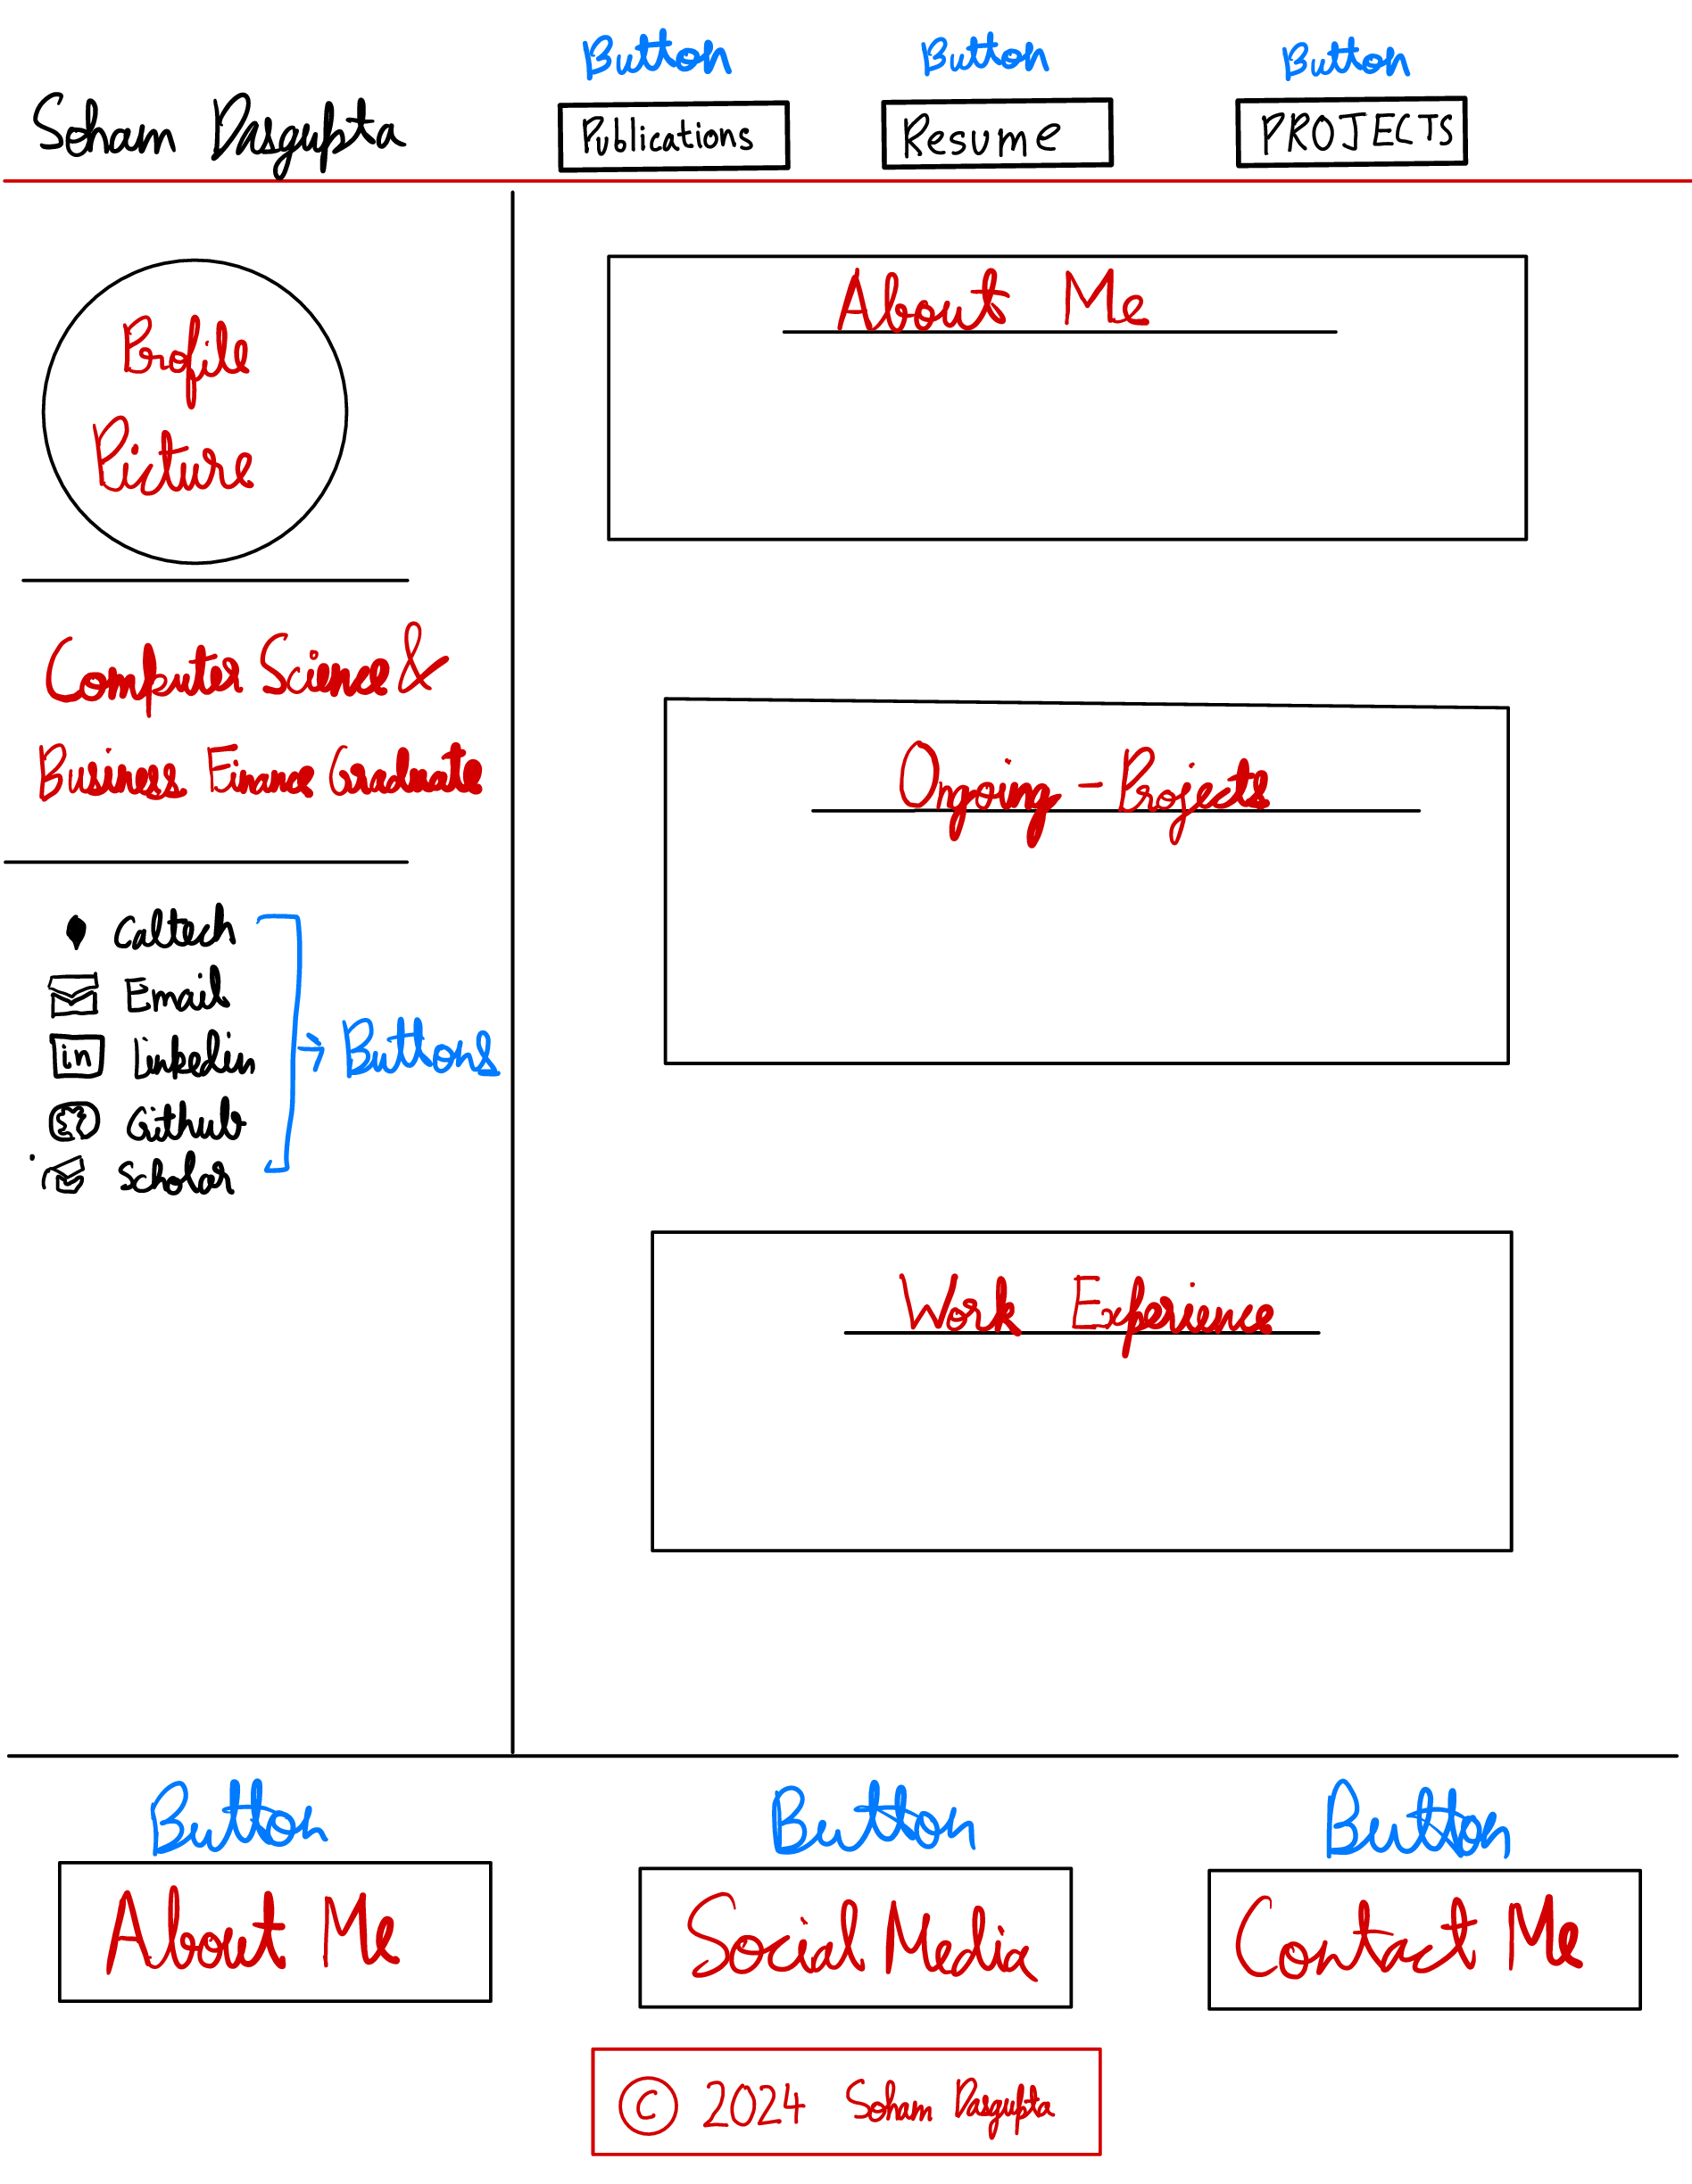 Button Button Button
Soham Dasgupta Publications Resume PROJECTS
Profile
Picture
About Me
Computer Science &
Business Finance Graduate
Ongoing - Projects
Caltech
Email
in Linkedin
Buttons
Github
Scholar
Work Experience
Button Button Button
About Me Social Media Contact Me
© 2024 Soham Dasgupta